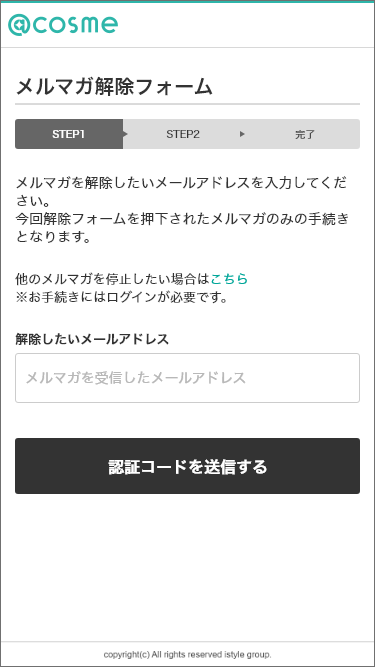 @cosme
メルマガ解除フォーム
STEP1
STEP2
完了
メルマガを解除したいメールアドレスを入力してくだ
さい。
今回解除フォームを押下されたメルマガのみの手続き
となります。
他のメルマガを停止したい場合はこちら
※お手続きにはログインが必要です。
解除したいメールアドレス
メルマガを受信したメールアドレス
認証コードを送信する
copyright(c) All rights reserved istyle group.